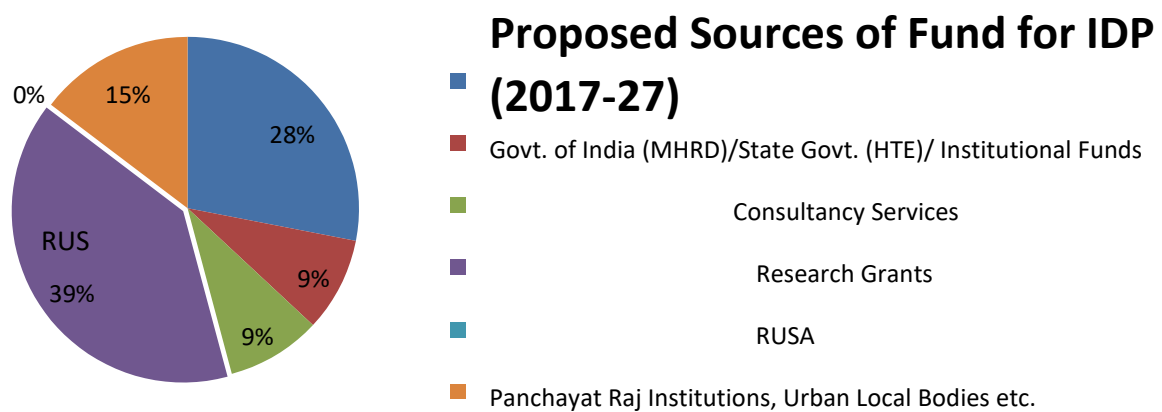 Proposed Sources of Fund for IDP
(2017-27)
Govt. of India (MHRD)/State Govt. (HTE)/ Institutional Funds
Consultancy Services
Research Grants
RUSA
Panchayat Raj Institutions, Urban Local Bodies etc.
0%
15%
28%
RUS
39%
9%
9%